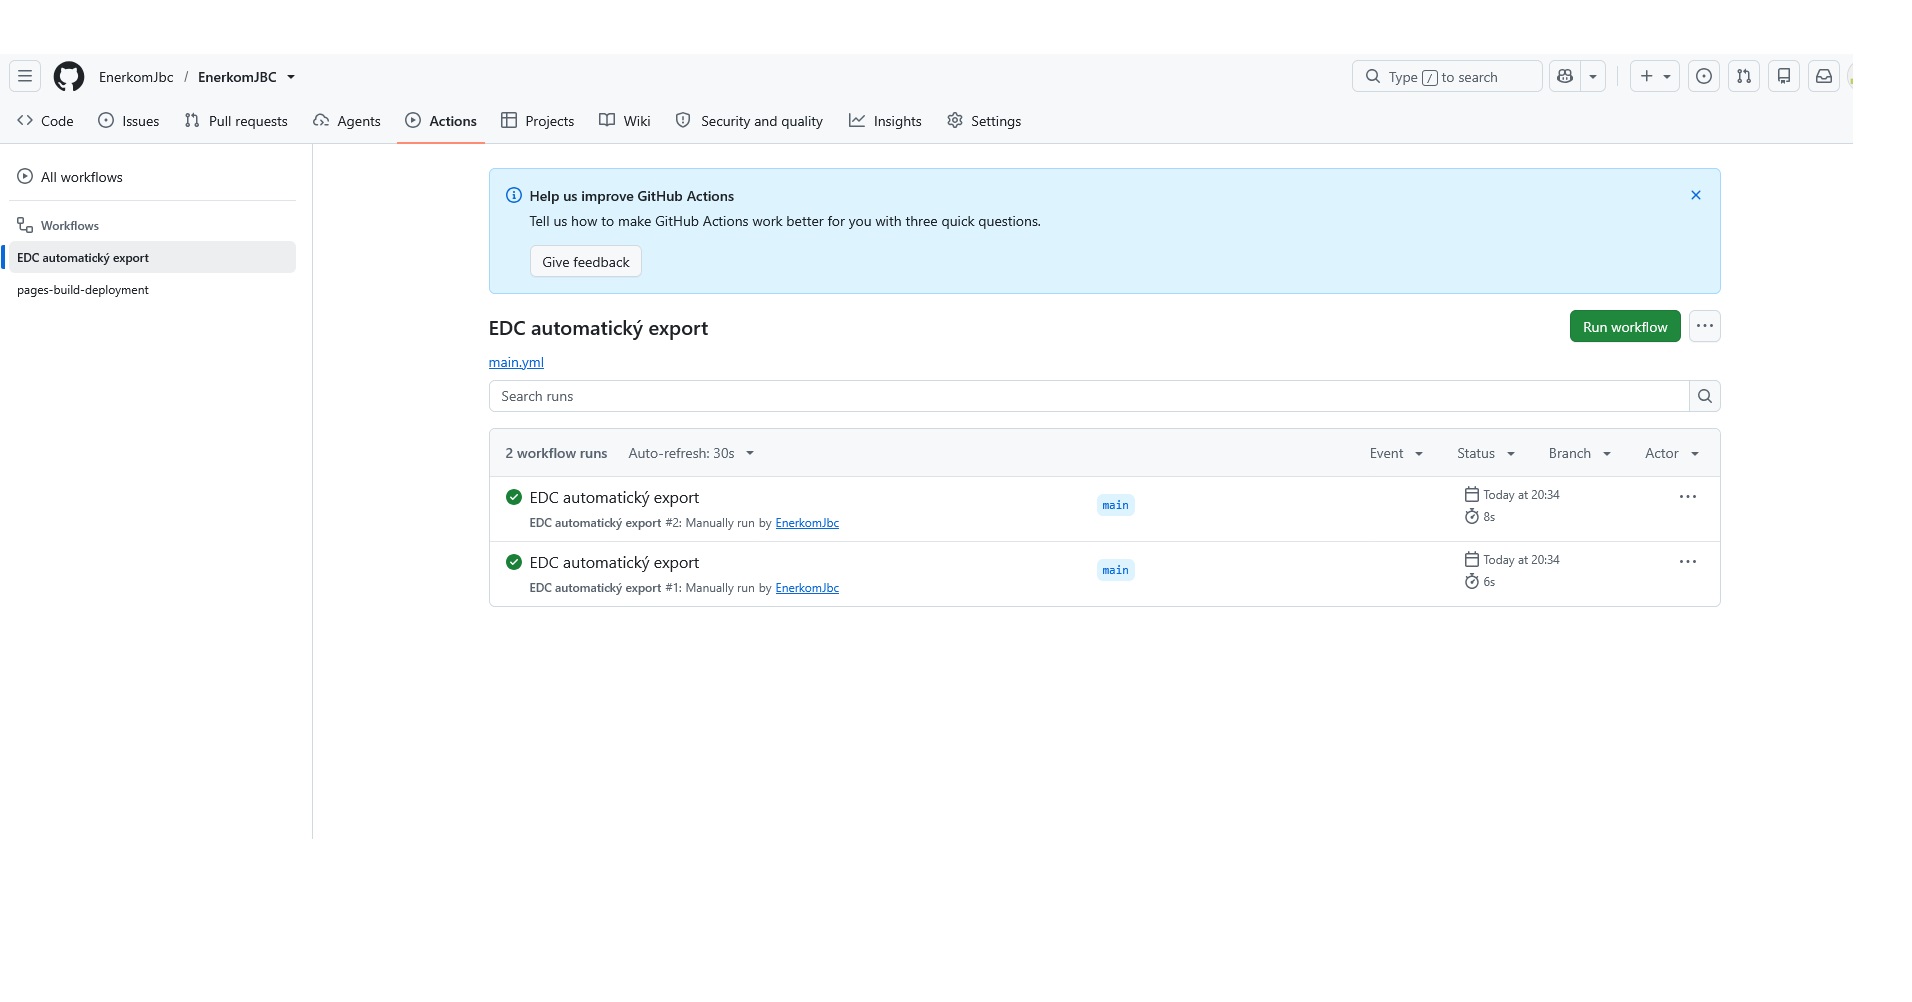 EnerkomJbc / EnerkomJBC
Type / to search
Code Issues Pull requests Agents Actions Projects Wiki Security and quality Insights Settings
All workflows
Workflows
EDC automatický export
pages-build-deployment
Help us improve GitHub Actions
Tell us how to make GitHub Actions work better for you with three quick questions.
Give feedback
EDC automatický export
Run workflow
main.yml
Search runs
2 workflow runs Auto-refresh: 30s Event Status Branch Actor
EDC automatický export
EDC automatický export #2: Manually run by EnerkomJbc
main
Today at 20:34
8s
EDC automatický export
EDC automatický export #1: Manually run by EnerkomJbc
main
Today at 20:34
6s